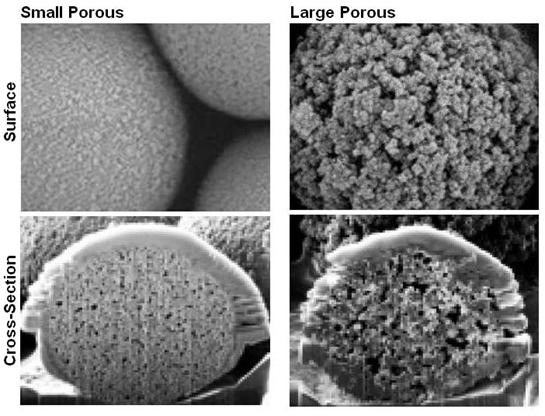 Small Porous
Large Porous
Surface
Cross-Section